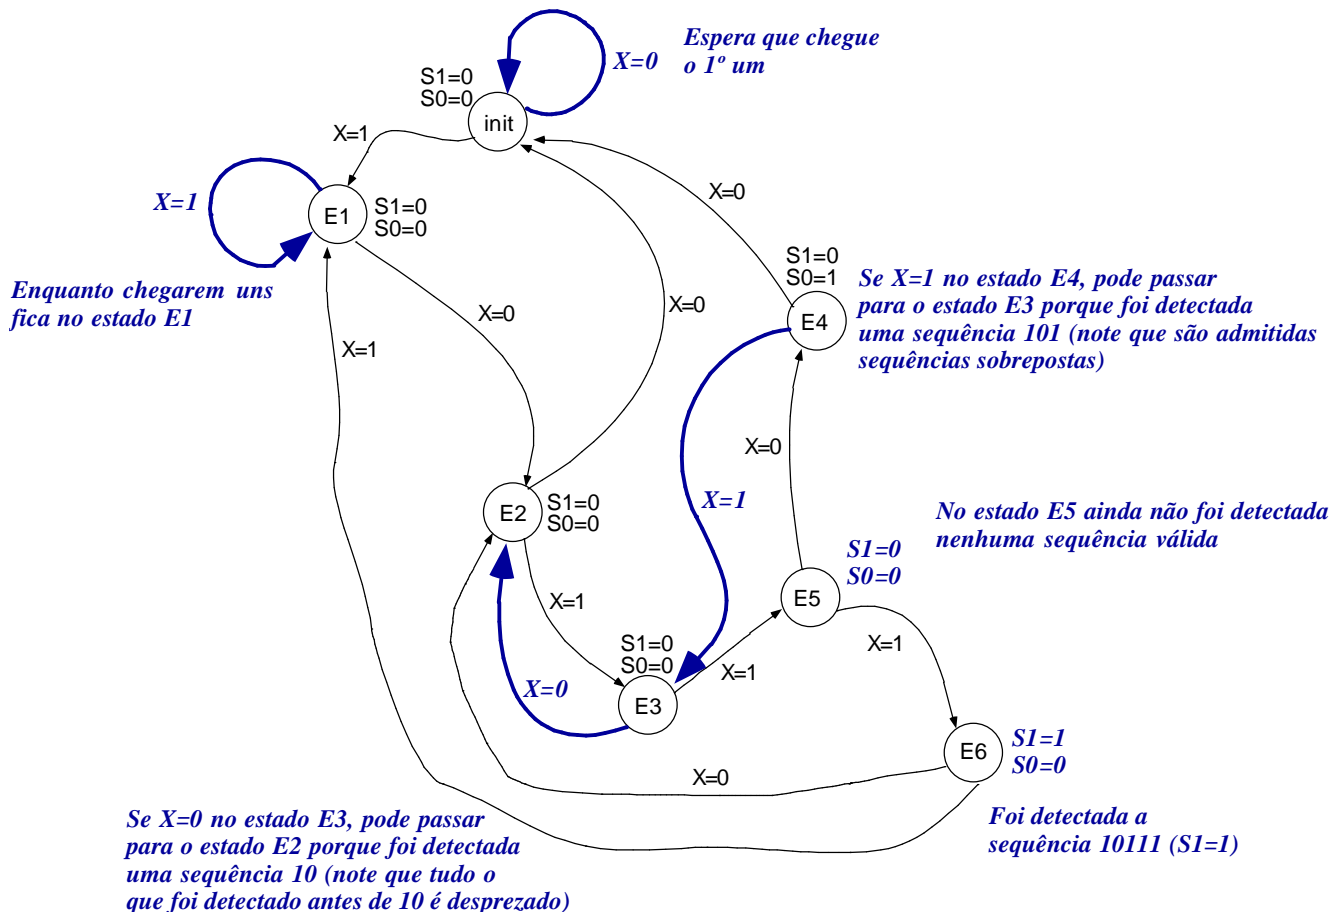 Espera que chegue
o 1º um
X=0
S1=0
S0=0
init
X=1
X=1
E1
S1=0
S0=0
X=0
Enquanto chegarem uns
fica no estado E1
X=0
X=0
X=1
S1=0
S0=1
E4
Se X=1 no estado E4, pode passar
para o estado E3 porque foi detectada
uma sequência 101 (note que são admitidas
sequências sobrepostas)
X=0
X=1
E2
S1=0
S0=0
No estado E5 ainda não foi detectada
nenhuma sequência válida
S1=0
S0=0
E5
X=1
X=1
S1=0
S0=0
X=1
X=0
E3
E6
S1=1
S0=0
X=0
Foi detectada a
sequência 10111 (S1=1)
Se X=0 no estado E3, pode passar
para o estado E2 porque foi detectada
uma sequência 10 (note que tudo o
que foi detectado antes de 10 é desprezado)